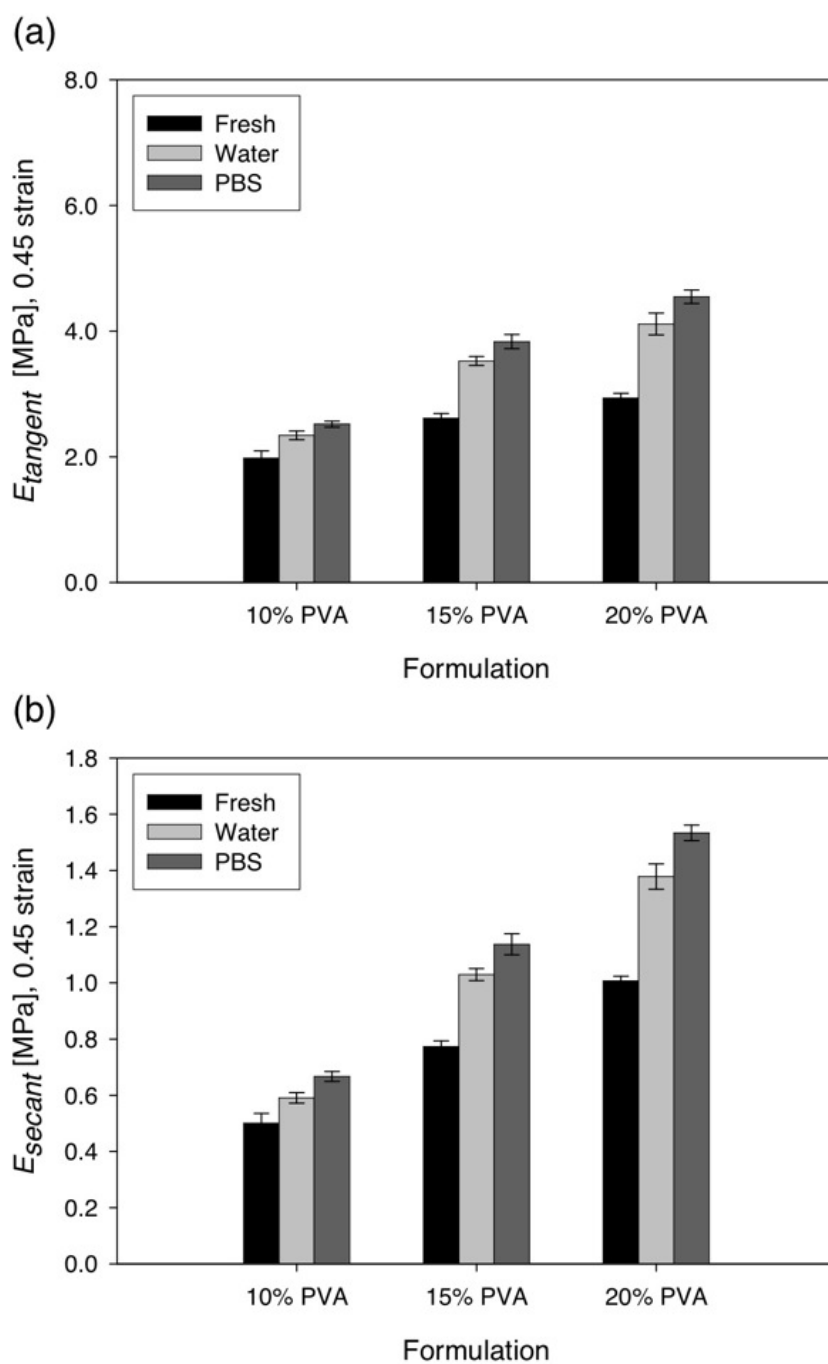 (a)
8.0
Fresh
Water
PBS
6.0
4.0
2.0
0.0
Etangent [MPa], 0.45 strain
10% PVA 15% PVA 20% PVA
Formulation
(b)
1.8
Fresh
Water
PBS
1.6
1.4
1.2
1.0
0.8
0.6
0.4
0.2
0.0
Esecant [MPa], 0.45 strain
10% PVA 15% PVA 20% PVA
Formulation